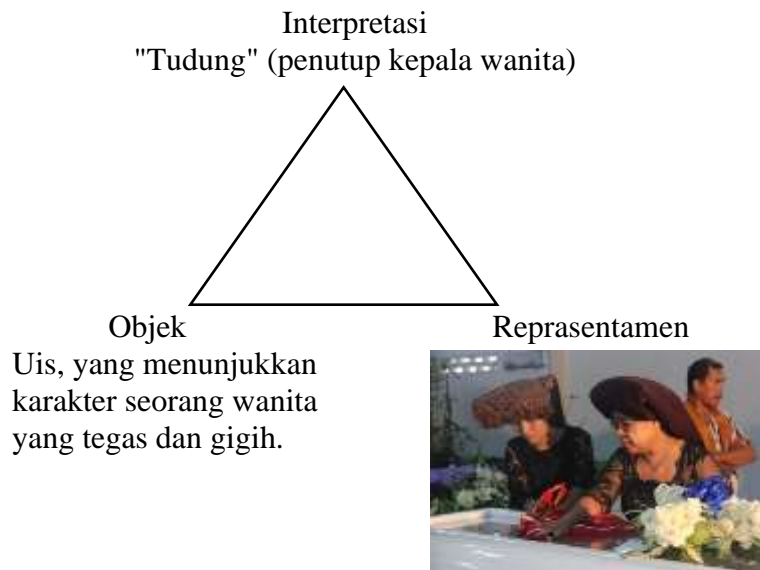 Interpretasi
"Tudung" (penutup kepala wanita)
Objek
Reprasentamen
Uis, yang menunjukkan
karakter seorang wanita
yang tegas dan gigih.